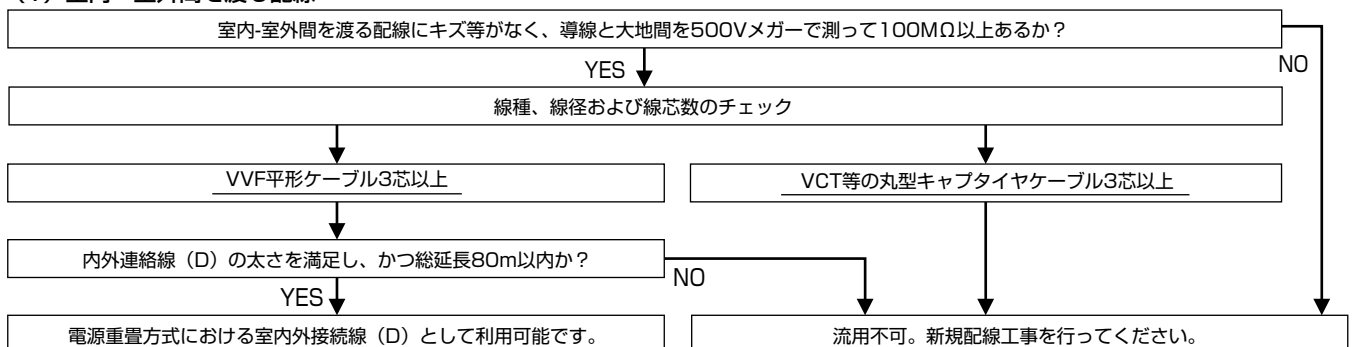 室内-室外間を渡る配線にキズ等がなく、導線と大地間を500Vメガーで測って100MΩ以上あるか？
YES
NO
線種、線径および線芯数のチェック
VVF平形ケーブル3芯以上
VCT等の丸型キャプタイヤケーブル3芯以上
内外連絡線（D）の太さを満足し、かつ総延長80m以内か？
NO
YES
電源重畳方式における室内外接続線（D）として利用可能です。
流用不可。新規配線工事を行ってください。